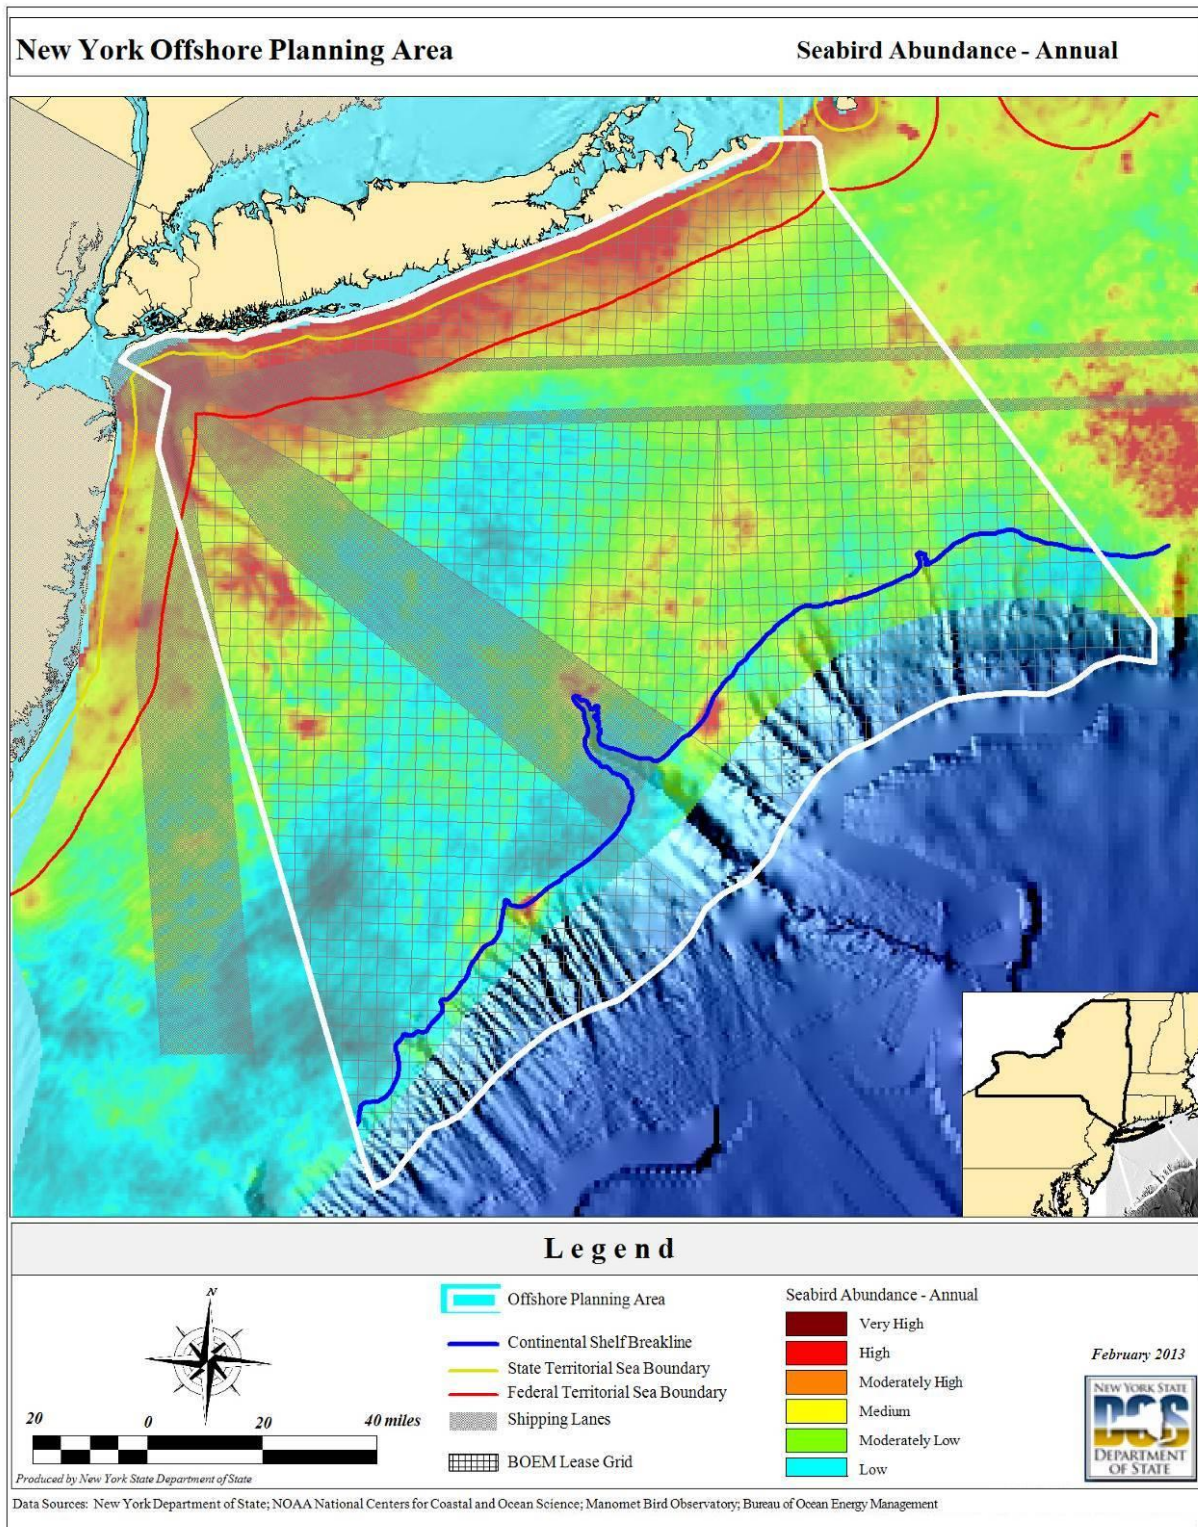 New York Offshore Planning Area
Seabird Abundance - Annual
Legend
N
20 0 20 40 miles
Produced by New York State Department of State
Offshore Planning Area
Continental Shelf Breakline
State Territorial Sea Boundary
Federal Territorial Sea Boundary
Shipping Lanes
BOEM Lease Grid
Seabird Abundance - Annual
Very High
High
Moderately High
Medium
Moderately Low
Low
February 2013
NEW YORK STATE
DOS
DEPARTMENT
OF STATE
Data Sources: New York Department of State; NOAA National Centers for Coastal and Ocean Science; Manomet Bird Observatory; Bureau of Ocean Energy Management